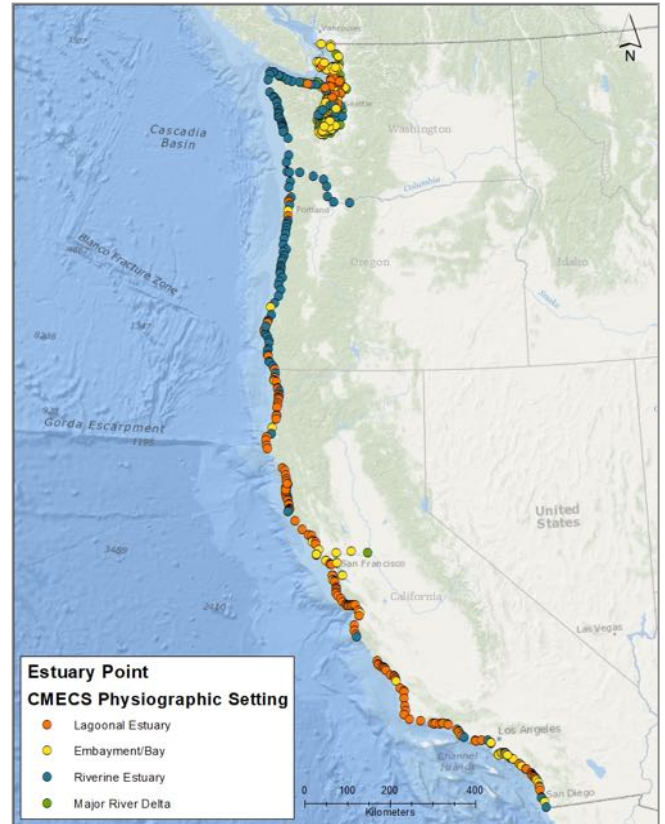 Vancouver
N
Seattle
Washington
Cascadia
Basin
Columbia
Portland
Blanco Fracture Zone
Oregon
Idaho
Snake
Gorda Escarpment
1195
United
States
3488
San Francisco
California
Las Vegas
Los Angeles
Channel
Islands
San Diego
Estuary Point
CMECS Physiographic Setting
Lagoonal Estuary
Embayment/Bay
Riverine Estuary
Major River Delta
0 100 200 400
Kilometers